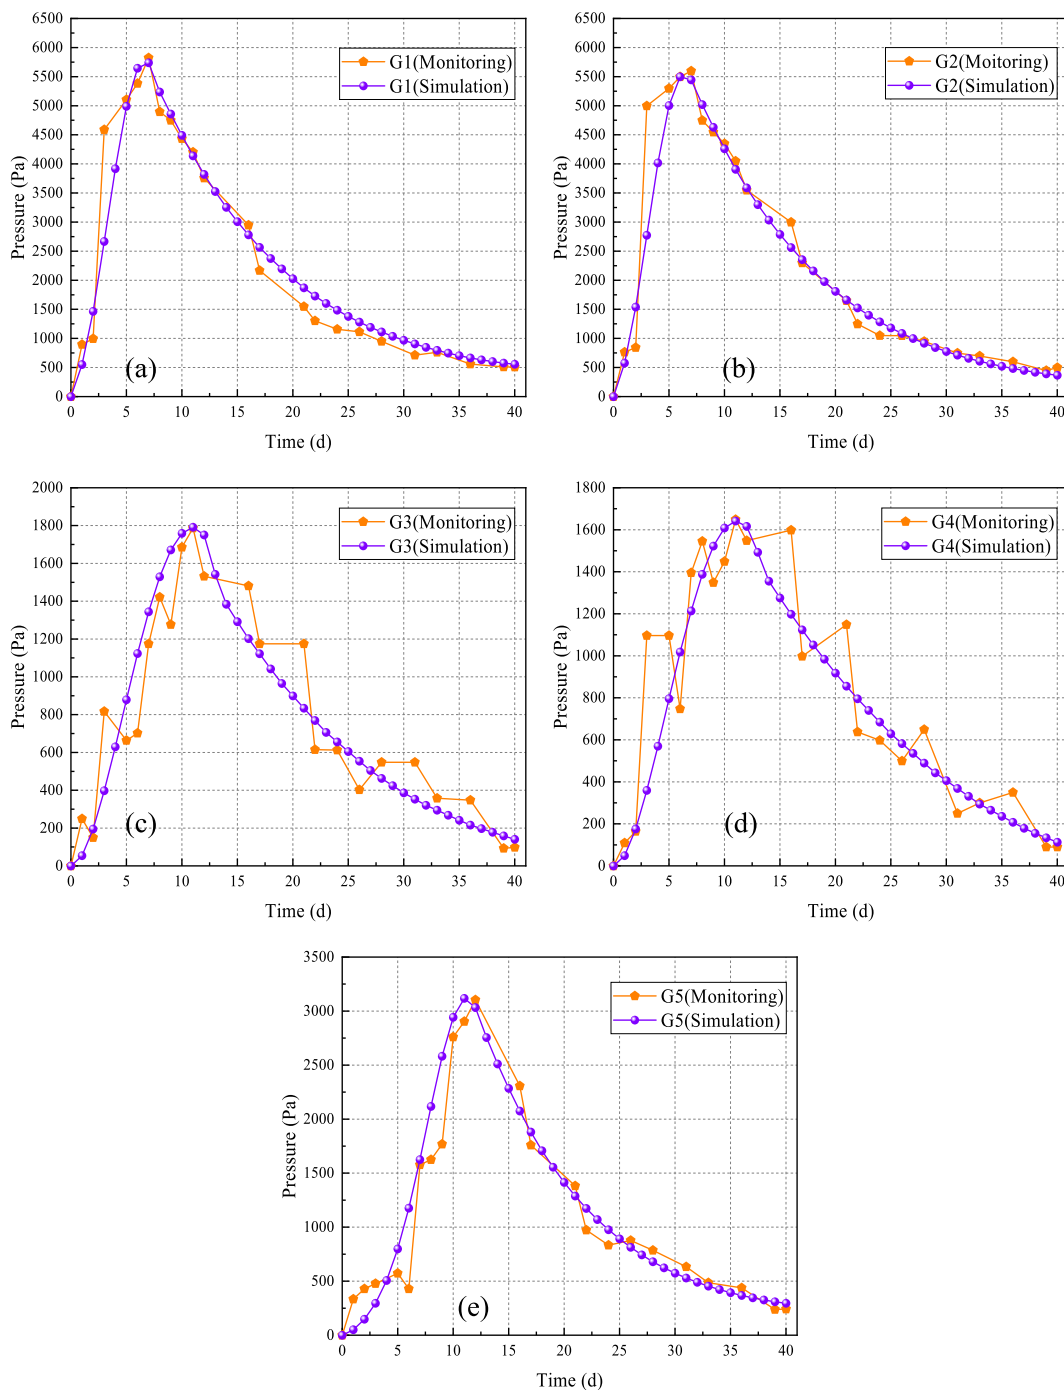 6500
6000
5500
5000
4500
4000
3500
3000
2500
2000
1500
1000
500
0
Pressure (Pa)
G1(Monitoring)
G1(Simulation)
(a)
0 5 10 15 20 25 30 35 40
Time (d)
6500
6000
5500
5000
4500
4000
3500
3000
2500
2000
1500
1000
500
0
Pressure (Pa)
G2(Moitoring)
G2(Simulation)
(b)
0 5 10 15 20 25 30 35 40
Time (d)
2000
1800
1600
1400
1200
1000
800
600
400
200
0
Pressure (Pa)
G3(Monitoring)
G3(Simulation)
(c)
0 5 10 15 20 25 30 35 40
Time (d)
1800
1600
1400
1200
1000
800
600
400
200
0
Pressure (Pa)
G4(Monitoring)
G4(Simulation)
(d)
0 5 10 15 20 25 30 35 40
Time (d)
3500
3000
2500
2000
1500
1000
500
0
Pressure (Pa)
G5(Monitoring)
G5(Simulation)
(e)
0 5 10 15 20 25 30 35 40
Time (d)